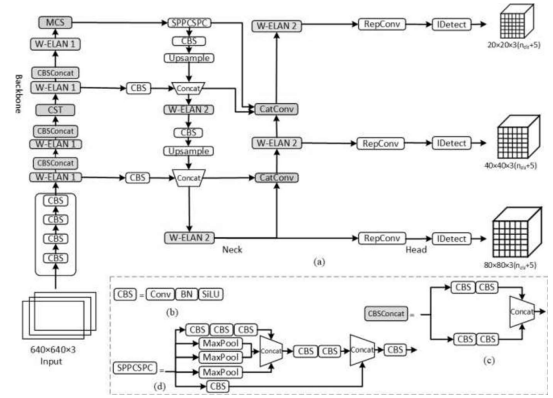 MCS
W-ELAN 1
CBSConcat
W-ELAN 1
CST
CBSConcat
W-ELAN 1
CBSConcat
W-ELAN 1
CBS
CBS
CBS
CBS
Backbone
640×640×3
Input
SPPCSPC
CBS
Upsample
CBS
Concat
W-ELAN 2
CBS
Upsample
CBS
Concat
W-ELAN 2
Neck
W-ELAN 2
CatConv
W-ELAN 2
CatConv
RepConv
IDetect
20×20×3(
+5)
RepConv
IDetect
40×40×3(
+5)
RepConv
Head
IDetect
80×80×3(
+5)
(a)
CBS = Conv BN SiLU
(b)
CBSConcat =
CBS CBS
CBS CBS
Concat
(c)
SPPCSPC =
CBS CBS CBS
MaxPool
MaxPool
MaxPool
CBS
Concat
CBS CBS
Concat
CBS
(d)